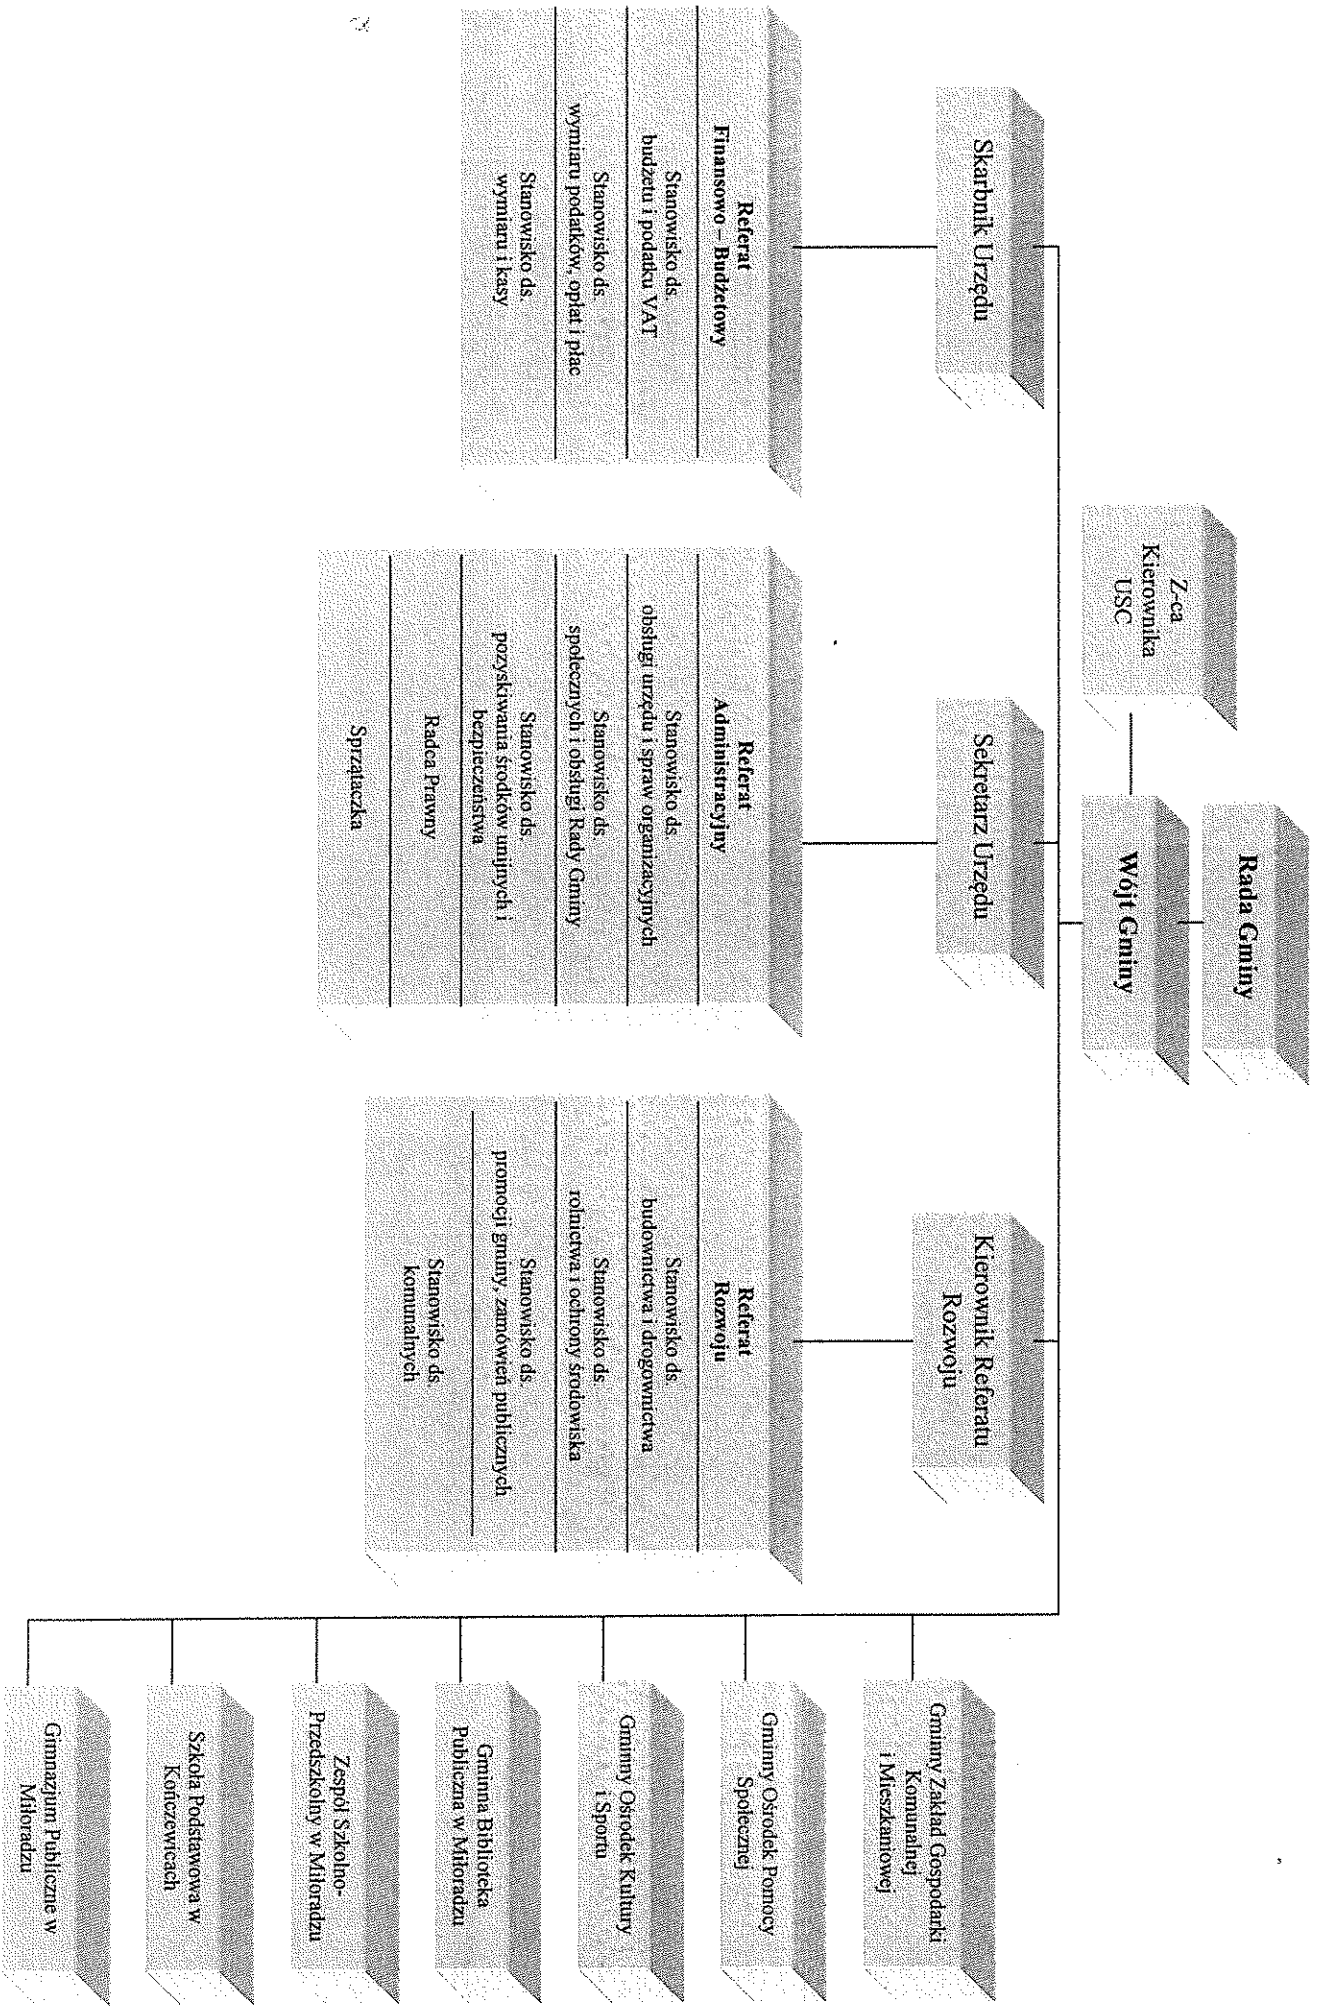 Rada Gminy
Wójt Gminy
Z-ca
Kierownika
USC
Skarbnik Urzędu
Sekretarz Urzędu
Kierownik Referatu
Rozwoju
Referat
Finansowo – Budżetowy
Stanowisko ds.
budżetu i podatku VAT
Stanowisko ds.
wymiaru podatków, opłat i płac
Stanowisko ds.
wymiaru i kasy
Referat
Administracyjny
Stanowisko ds.
obsługi urzędu i spraw organizacyjnych
Stanowisko ds.
społecznych i obsługi Rady Gminy
Stanowisko ds.
pozyskiwania środków unijnych i
bezpieczeństwa
Radca Prawny
Sprzątaczka
Referat
Rozwoju
Stanowisko ds.
budownictwa i drogownictwa
Stanowisko ds.
rolnictwa i ochrony środowiska
Stanowisko ds.
promocji gminy, zamówień publicznych
Stanowisko ds.
komunalnych
Gminny Zakład Gospodarki
Komunalnej
i Mieszkaniowej
Gminny Ośrodek Pomocy
Społecznej
Gminny Ośrodek Kultury
i Sportu
Gminna Biblioteka
Publiczna w Miłoradzu
Zespół Szkolno-
Przedszkolny w Miłoradzu
Szkoła Podstawowa w
Kończewicach
Gimnazjum Publiczne w
Miłoradzu